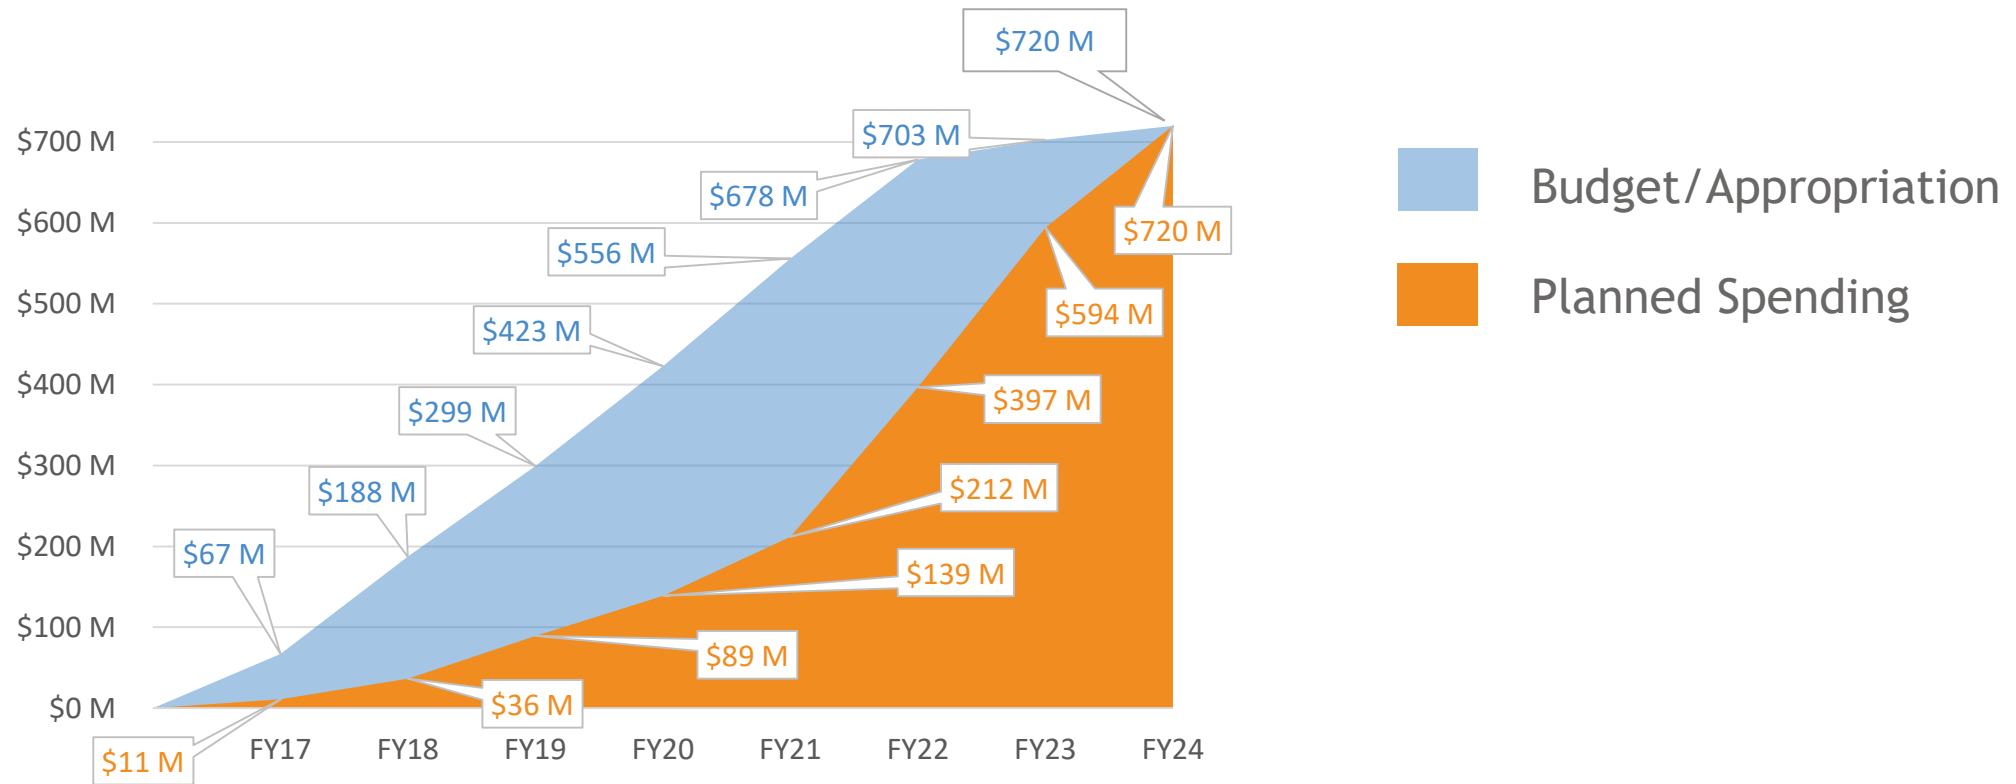 $720 M
$703 M
$700 M
$678 M
$600 M
$720 M
$556 M
$594 M
$500 M
$423 M
$400 M
$397 M
$299 M
$300 M
$188 M
$212 M
$200 M
$67 M
$139 M
$100 M
$89 M
$36 M
$0 M
$11 M
FY17 FY18 FY19 FY20 FY21 FY22 FY23 FY24
Budget/Appropriation
Planned Spending